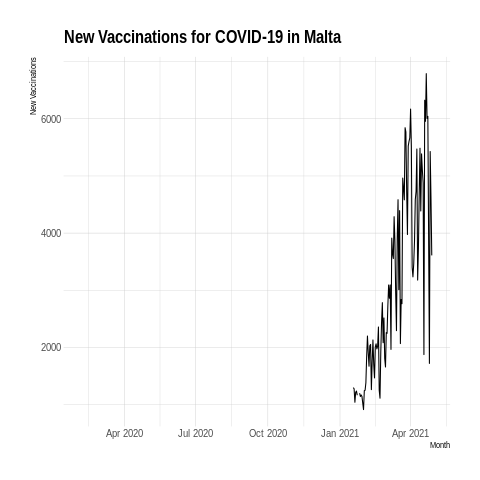 New Vaccinations for COVID-19 in Malta
New Vaccinations
6000
4000
2000
Apr 2020 Jul 2020 Oct 2020 Jan 2021 Apr 2021
Month